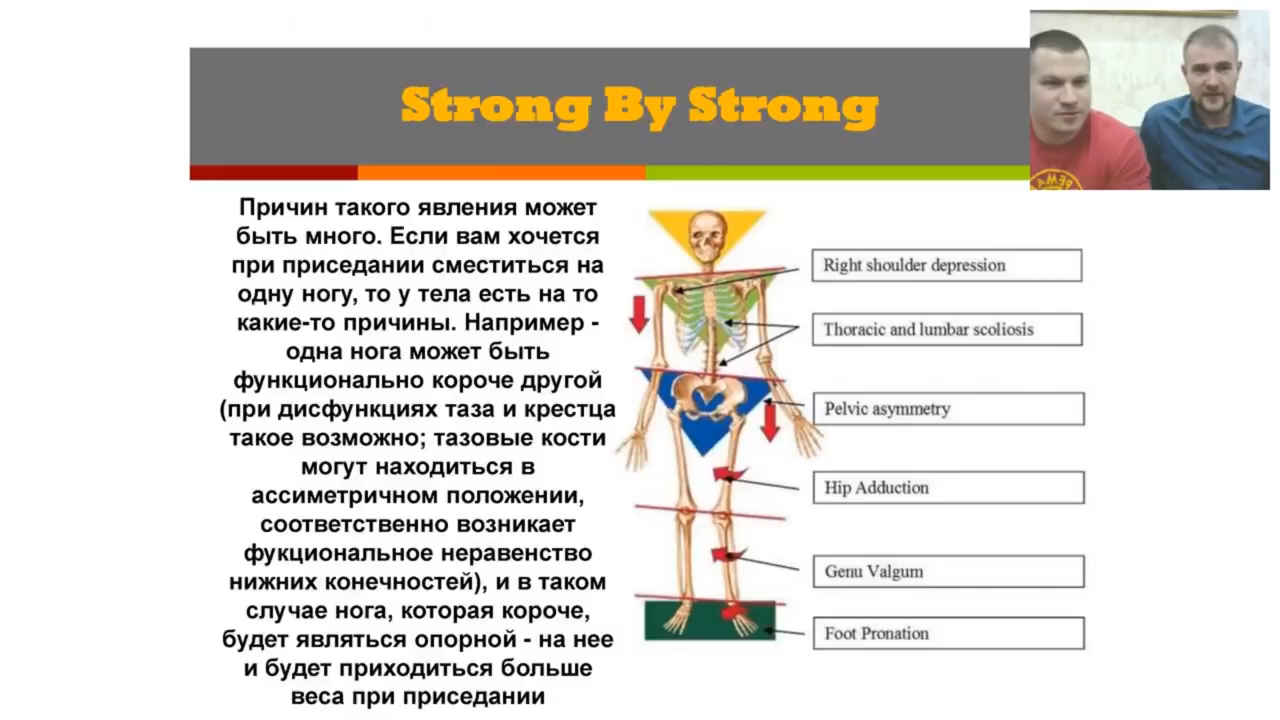 Strong By Strong
Причин такого явления может
быть много. Если вам хочется
при приседании сместиться на
одну ногу, то у тела есть на то
какие-то причины. Например -
одна нога может быть
функционально короче другой
(при дисфункциях таза и крестца
такое возможно; тазовые кости
могут находиться в
ассиметричном положении,
соответственно возникает
фукциональное неравенство
нижних конечностей), и в таком
случае нога, которая короче,
будет являться опорной - на нее
и будет приходиться больше
веса при приседании
Right shoulder depression
Thoracic and lumbar scoliosis
Pelvic asymmetry
Hip Adduction
Genu Valgum
Foot Pronation